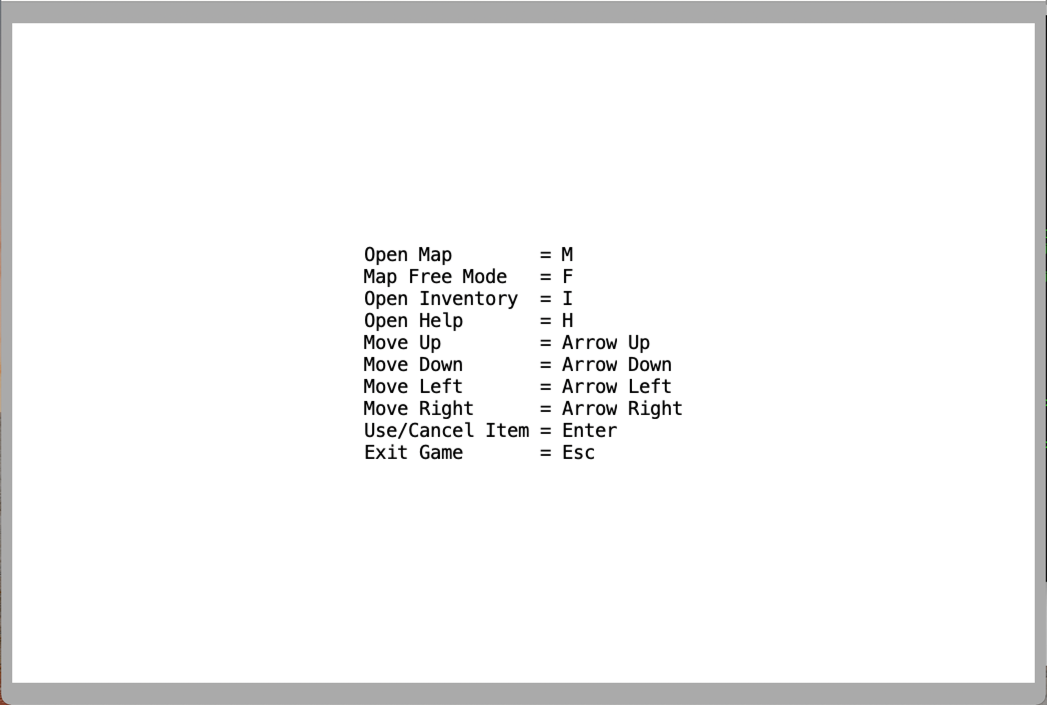 Open Map        = M
Map Free Mode   = F
Open Inventory  = I
Open Help       = H
Move Up         = Arrow Up
Move Down       = Arrow Down
Move Left       = Arrow Left
Move Right      = Arrow Right
Use/Cancel Item = Enter
Exit Game       = Esc